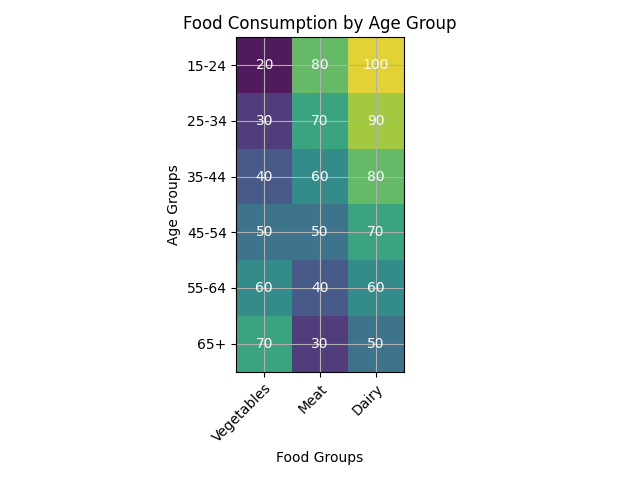 Food Consumption by Age Group
Age Groups
15-24 20 80 100
25-34 30 70 90
35-44 40 60 80
45-54 50 50 70
55-64 60 40 60
65+ 70 30 50
Vegetables Meat Dairy
Food Groups